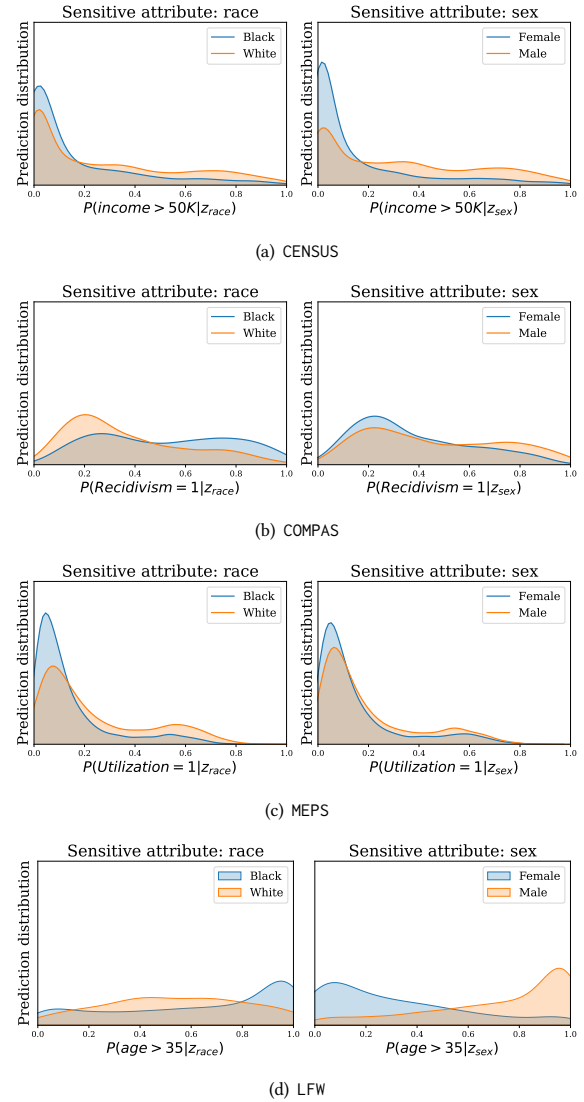 Sensitive attribute: race
Sensitive attribute: sex
Prediction distribution
Black
White
Prediction distribution
Female
Male
0.0 0.2 0.4 0.6 0.8 1.0
0.0 0.2 0.4 0.6 0.8 1.0
P(income > 50K|z_race)
P(income > 50K|z_sex)
(a) CENSUS
Sensitive attribute: race
Sensitive attribute: sex
Prediction distribution
Black
White
Prediction distribution
Female
Male
0.0 0.2 0.4 0.6 0.8 1.0
0.0 0.2 0.4 0.6 0.8 1.0
P(Recidivism = 1|z_race)
P(Recidivism = 1|z_sex)
(b) COMPAS
Sensitive attribute: race
Sensitive attribute: sex
Prediction distribution
Black
White
Prediction distribution
Female
Male
0.0 0.2 0.4 0.6 0.8 1.0
0.0 0.2 0.4 0.6 0.8 1.0
P(Utilization = 1|z_race)
P(Utilization = 1|z_sex)
(c) MEPS
Sensitive attribute: race
Sensitive attribute: sex
Prediction distribution
Black
White
Female
Male
0.0 0.2 0.4 0.6 0.8 1.0
0.0 0.2 0.4 0.6 0.8 1.0
P(age > 35|z_race)
P(age > 35|z_sex)
(d) LFW